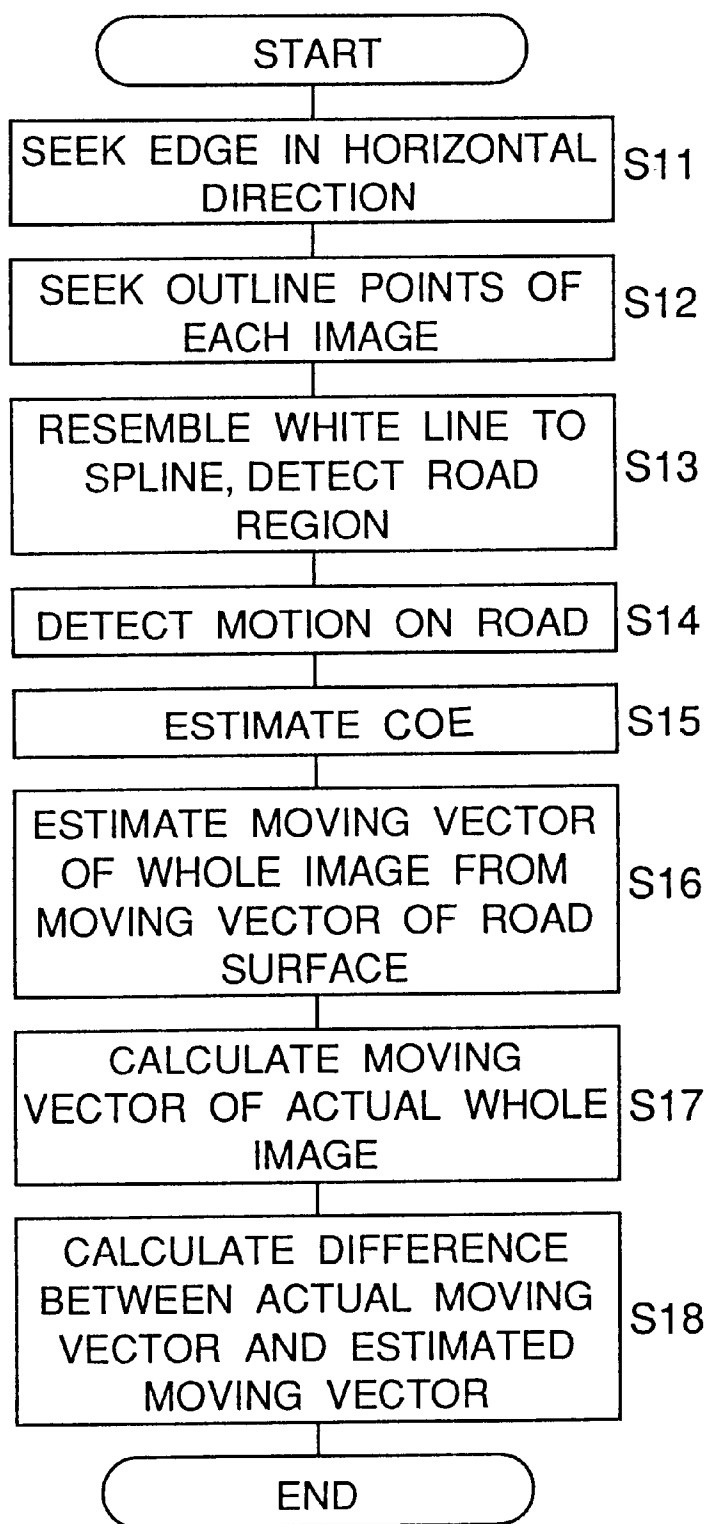 START
SEEK EDGE IN HORIZONTAL
DIRECTION
S11
SEEK OUTLINE POINTS OF
EACH IMAGE
S12
RESEMBLE WHITE LINE TO
SPLINE, DETECT ROAD
REGION
S13
DETECT MOTION ON ROAD
S14
ESTIMATE COE
S15
ESTIMATE MOVING VECTOR
OF WHOLE IMAGE FROM
MOVING VECTOR OF ROAD
SURFACE
S16
CALCULATE MOVING
VECTOR OF ACTUAL WHOLE
IMAGE
S17
CALCULATE DIFFERENCE
BETWEEN ACTUAL MOVING
VECTOR AND ESTIMATED
MOVING VECTOR
S18
END